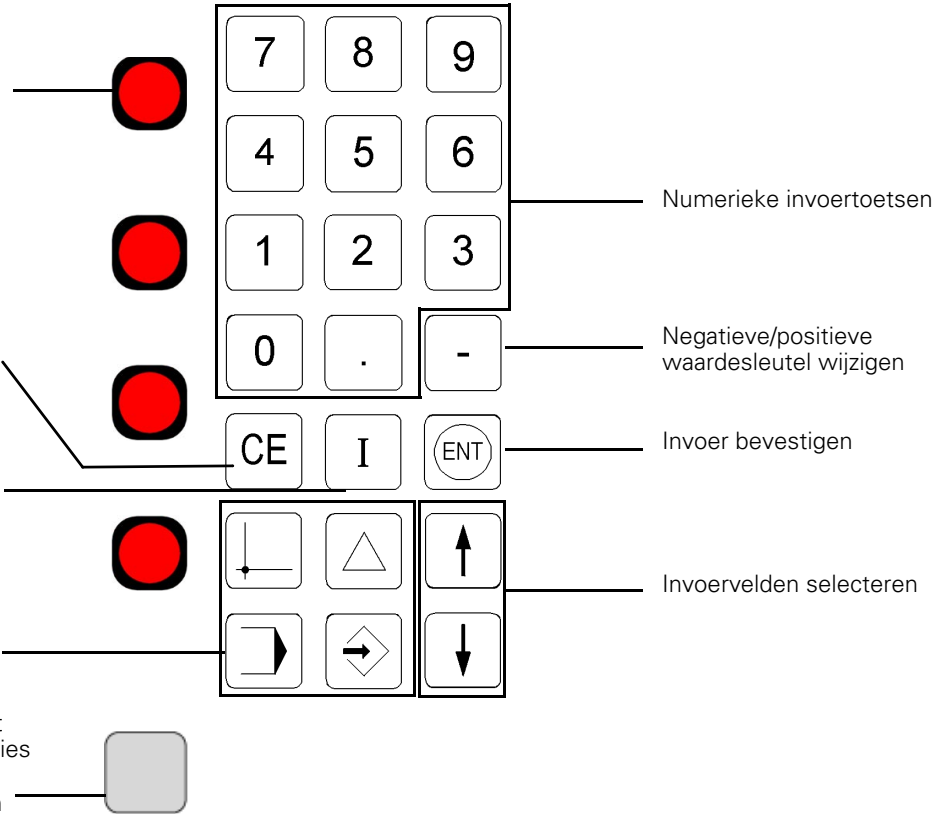 7 8 9
4 5 6
1 2 3
0 . -
CE I ENT
Numerieke invoertoetsen
Negatieve/positieve
waardesleutel wijzigen
Invoer bevestigen
Invoervelden selecteren
ies